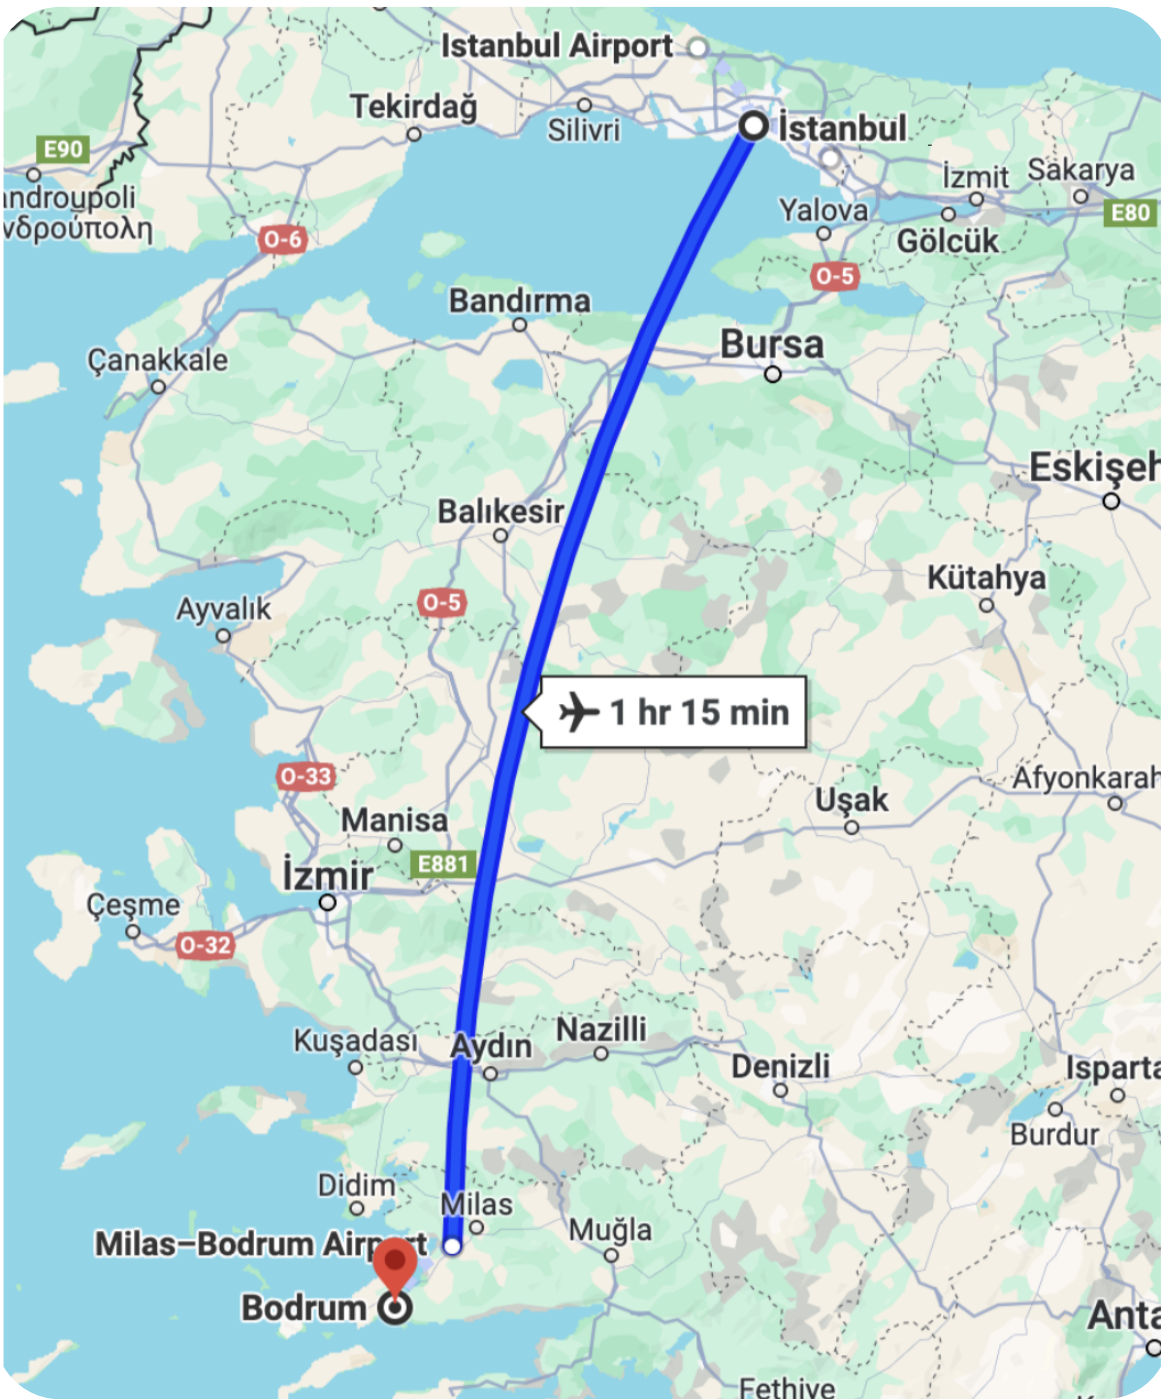 Istanbul Airport
Tekirdağ
Silivri
İstanbul
E90
androupoli
νδρούπολη
İzmit
Sakarya
Yalova
E80
Gölcük
O-6
O-5
Bandırma
Bursa
Çanakkale
Eskişeh
Balıkesir
Kütahya
O-5
Ayvalık
1 hr 15 min
O-33
Afyonkarah
Uşak
Manisa
E881
İzmir
Çeşme
O-32
Nazilli
Kuşadası
Aydın
Denizli
Isparta
Burdur
Didim
Milas
Muğla
Milas–Bodrum Airport
Bodrum
Anta
Fethiye